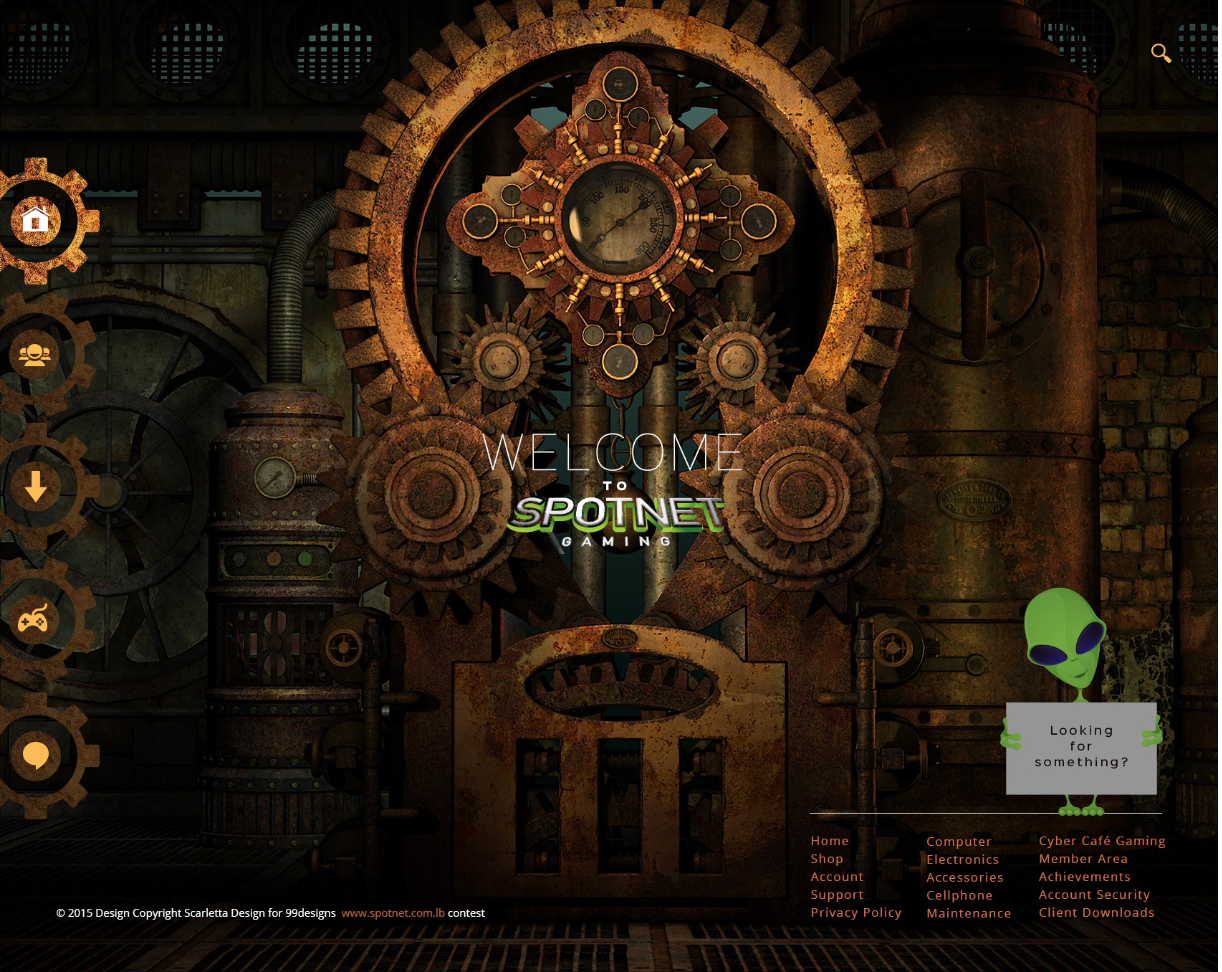 WELCOME
TO
SPOTNET
GAMING
Looking
for
something?
Home
Shop
Account
Support
Privacy Policy
Computer
Electronics
Accessories
Cellphone
Maintenance
Cyber Café Gaming
Member Area
Achievements
Account Security
Client Downloads
© 2015 Design Copyright Scarletta Design for 99designs www.spotnet.com.lb contest